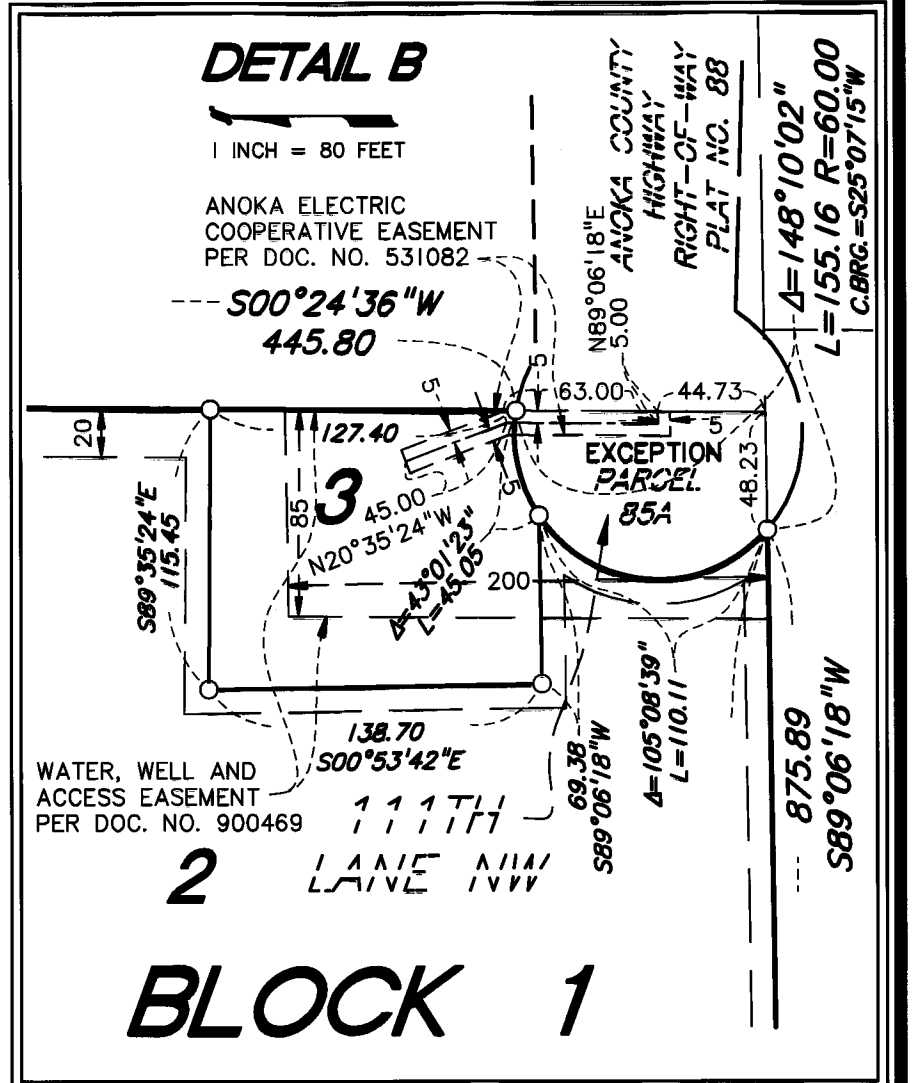 DETAIL B
1 INCH = 80 FEET
ANOKA ELECTRIC
COOPERATIVE EASEMENT
PER DOC. NO. 531082
S00°24'36"W
445.80
ANOKA COUNTY
HIGHWAY
RIGHT-OF-WAY
PLAT NO. 88
N89°06'18"E
5.00
Δ=148°10'02"
L=155.16 R=60.00
C.BRG.=S25°07'15"W
5
63.00
44.73
5
5
127.40
20
EXCEPTION
PARCEL
85A
48.23
3
85
45.00
5
N20°35'24"W
S89°35'24"E
115.45
Δ=43°01'23"
L=45.05
200
138.70
S00°53'42"E
69.38
S89°06'18"W
Δ=105°08'39"
L=110.11
875.89
S89°06'18"W
WATER, WELL AND
ACCESS EASEMENT
PER DOC. NO. 900469
111TH
LANE NW
2
BLOCK 1